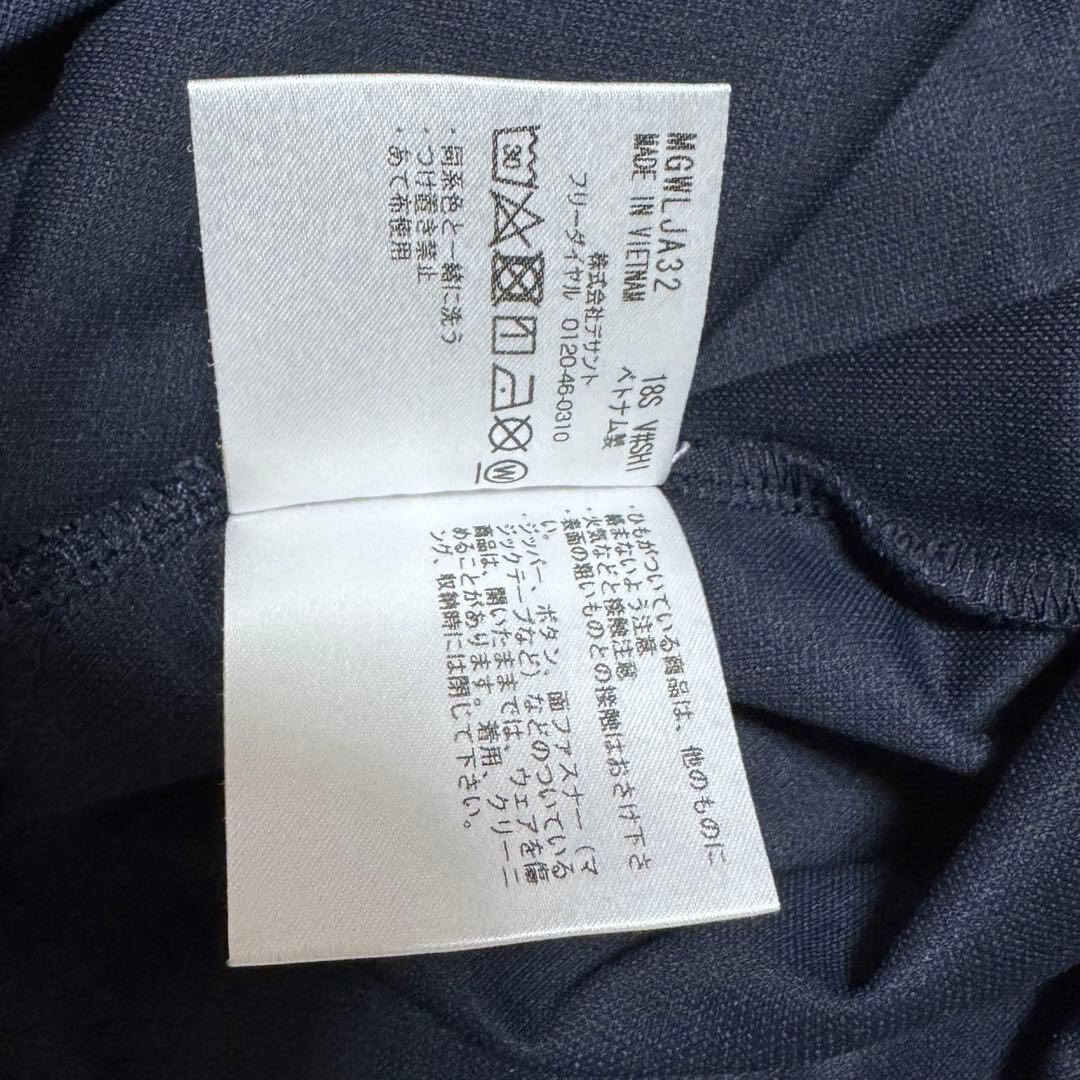 MGWLJA32 18S VHSHI
MADE IN VIETNAM ベトナム製
株式会社デサント
フリーダイヤル 0120-46-0310
30
W
・同系色と一緒に洗う
・つけ置き禁止
・あて布使用
・ひもがついている商品は、他のものに
絡まないよう注意
・火気などと接触注意
・表面の粗いものとの接触はおさけ下さ
い。
・ジッパー、ボタン、面ファスナー(マ
ジックテープなど)などのついている
商品は、開いたままでは、ウェアを傷
めることがあります。着用、クリーニ
ング、収納時には閉じて下さい。